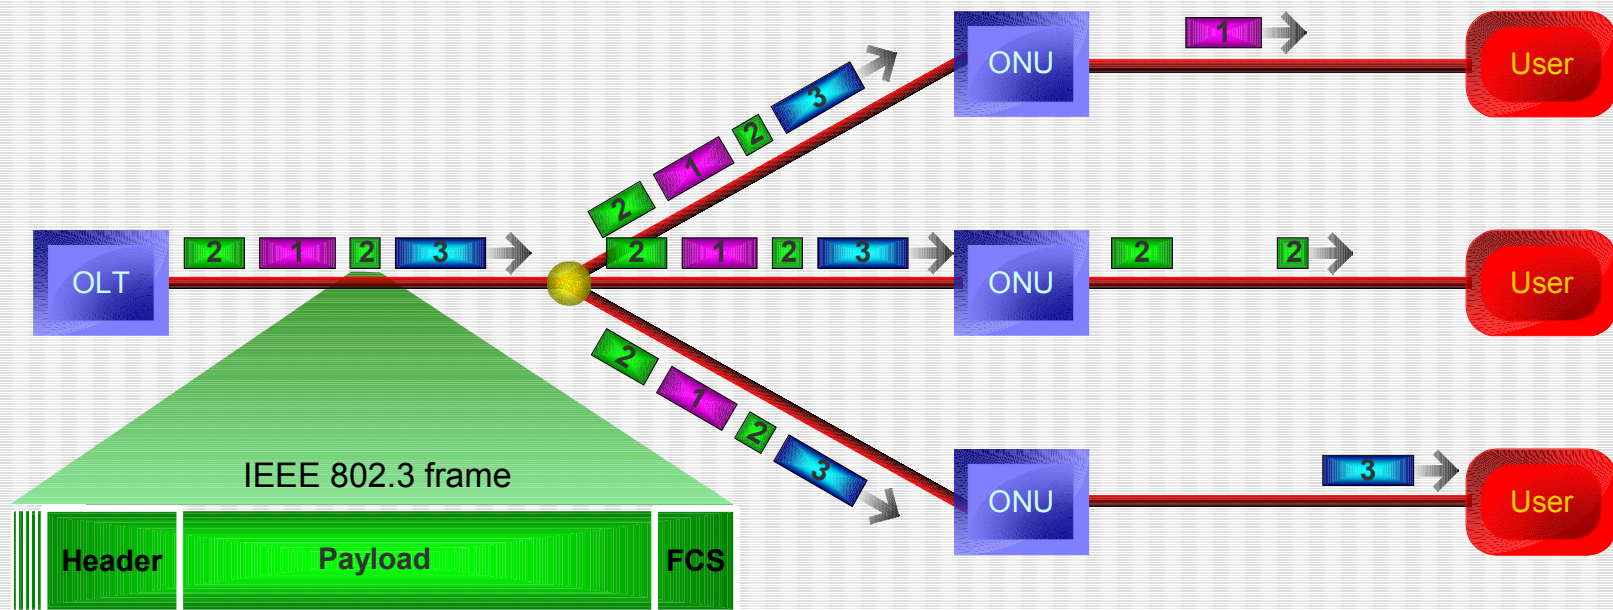 1
ONU
User
3
2
1
2
OLT
2 1 2 3
2 1 2 3
ONU
2 2
User
2
1
2
3
IEEE 802.3 frame
ONU
3
User
Header Payload FCS